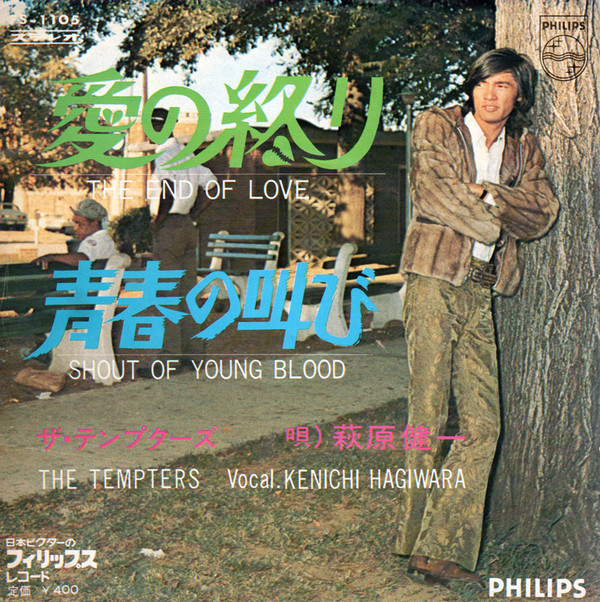 FS-1105
ステレオ
PHILIPS
愛の終り
THE END OF LOVE
青春の叫び
SHOUT OF YOUNG BLOOD
ザ・テンプターズ 唄)萩原健一
THE TEMPTERS Vocal.KENICHI HAGIWARA
日本ビクターの
フィリップス
レコード
定価 ¥400
PHILIPS